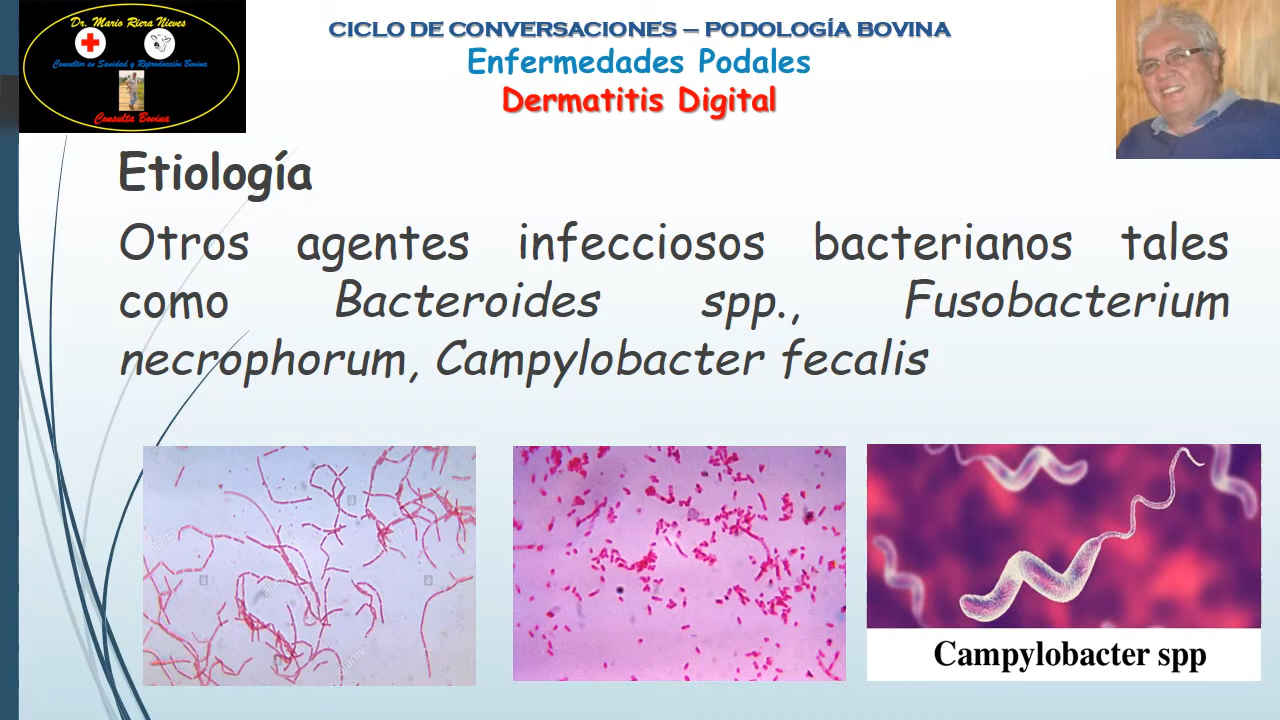 Dr. Mario Riera Nieves
Consultor en Sanidad y Reproducción Bovina
Consulta Bovina
CICLO DE CONVERSACIONES – PODOLOGÍA BOVINA
Enfermedades Podales
Dermatitis Digital
Etiología
Otros agentes infecciosos bacterianos tales
como Bacteroides spp., Fusobacterium
necrophorum, Campylobacter fecalis
Campylobacter spp